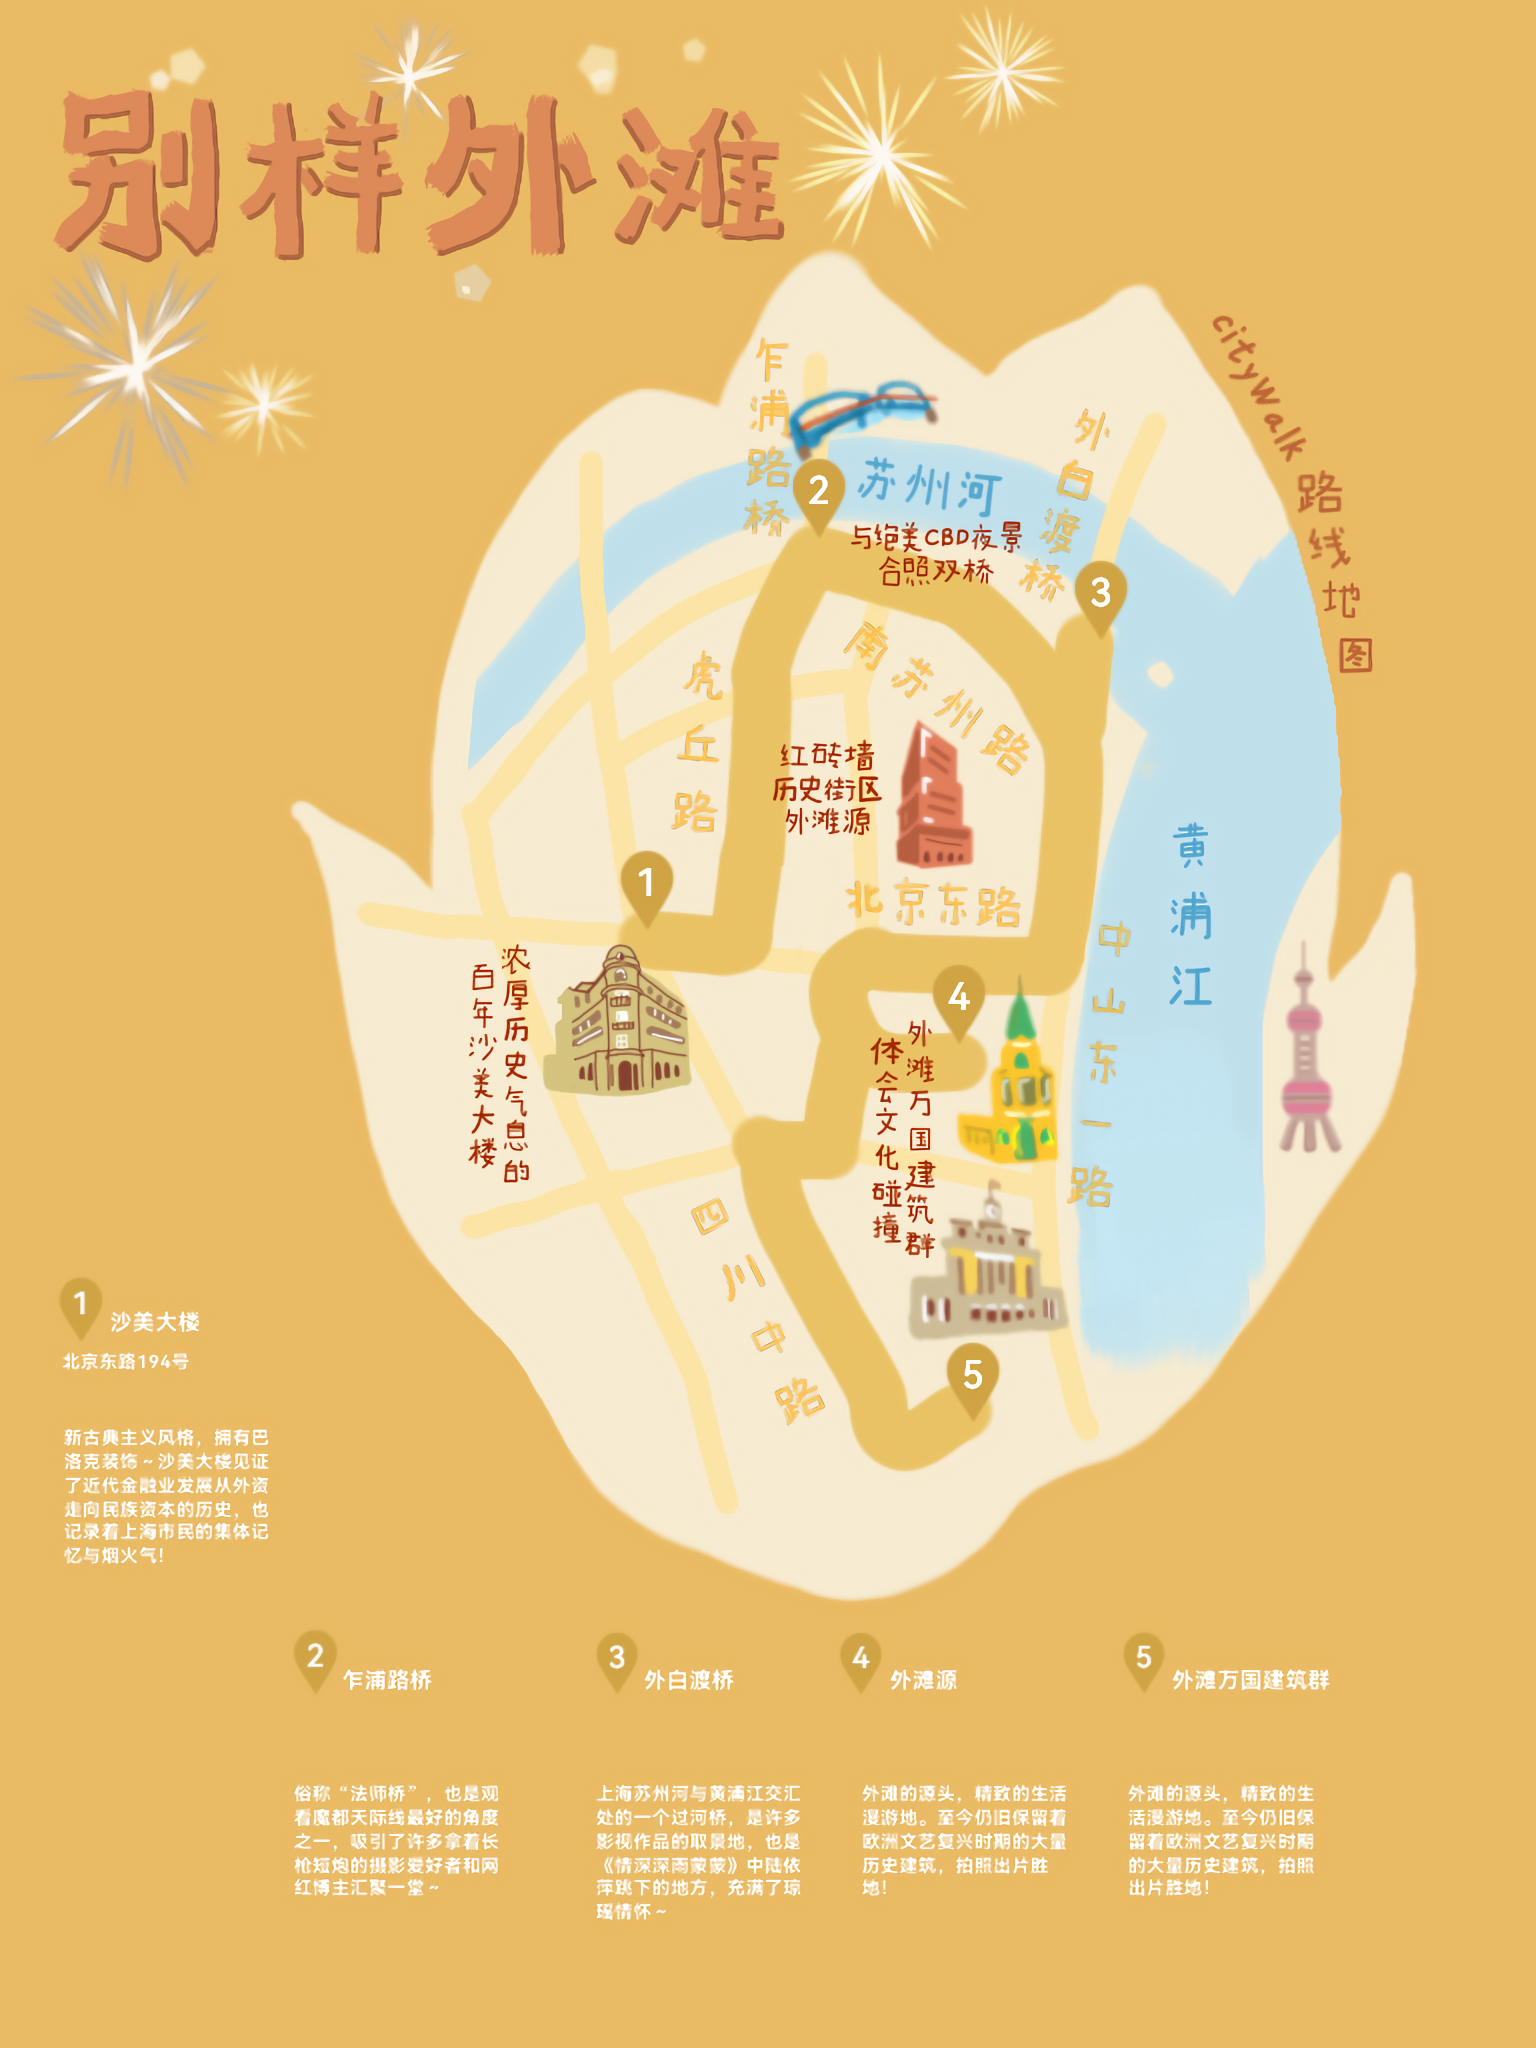 别样外滩
cityWalk路线地图
乍浦路桥
苏州河
外白渡桥
2
与绝美CBD夜景
合照双桥
3
南苏州路
虎丘路
红砖墙
历史街区
外滩源
黄浦江
1
北京东路
中山东一路
浓厚历史气息的
百年沙美大楼
4
外滩万国建筑群
体会文化碰撞
四川中路
5
1
沙美大楼
北京东路194号
新古典主义风格，拥有巴
洛克装饰～沙美大楼见证
了近代金融业发展从外资
走向民族资本的历史，也
记录着上海市民的集体记
忆与烟火气！
2
乍浦路桥
俗称“法师桥”，也是观
看魔都天际线最好的角度
之一，吸引了许多拿着长
枪短炮的摄影爱好者和网
红博主汇聚一堂～
3
外白渡桥
上海苏州河与黄浦江交汇
处的一个过河桥，是许多
影视作品的取景地，也是
《情深深雨蒙蒙》中陆依
萍跳下的地方，充满了琼
瑶情怀～
4
外滩源
外滩的源头，精致的生活
漫游地。至今仍旧保留着
欧洲文艺复兴时期的大量
历史建筑，拍照出片胜
地！
5
外滩万国建筑群
外滩的源头，精致的生
活漫游地。至今仍旧保
留着欧洲文艺复兴时期
的大量历史建筑，拍照
出片胜地！